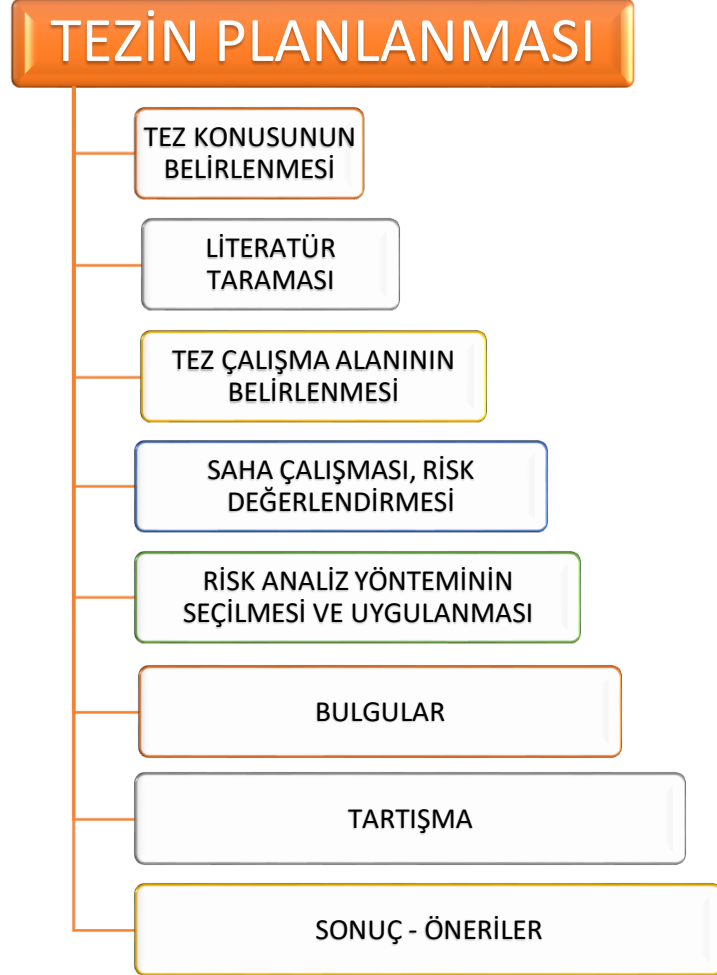 TEZİN PLANLANMASI
TEZ KONUSUNUN
BELİRLENMESİ
LİTERATÜR
TARAMASI
TEZ ÇALIŞMA ALANININ
BELİRLENMESİ
SAHA ÇALIŞMASI, RİSK
DEĞERLENDİRMESİ
RİSK ANALİZ YÖNTEMİNİN
SEÇİLMESİ VE UYGULANMASI
BULGULAR
TARTIŞMA
SONUÇ - ÖNERİLER